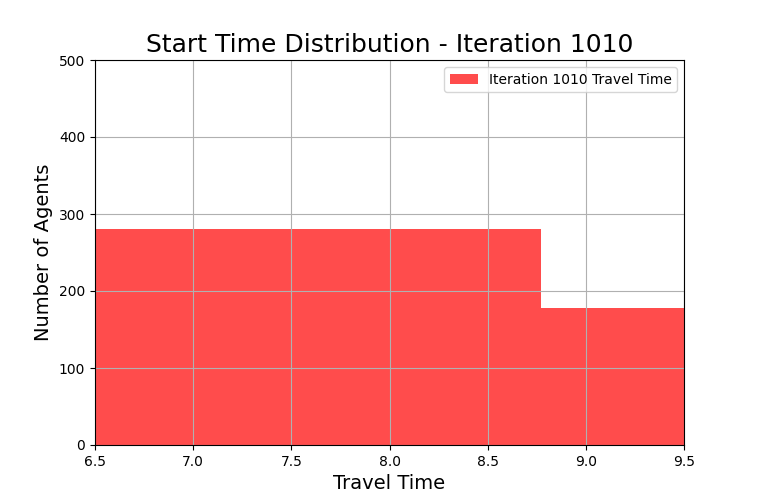 Start Time Distribution - Iteration 1010
Iteration 1010 Travel Time
Number of Agents
500
400
300
200
100
0
6.5 7.0 7.5 8.0 8.5 9.0 9.5
Travel Time